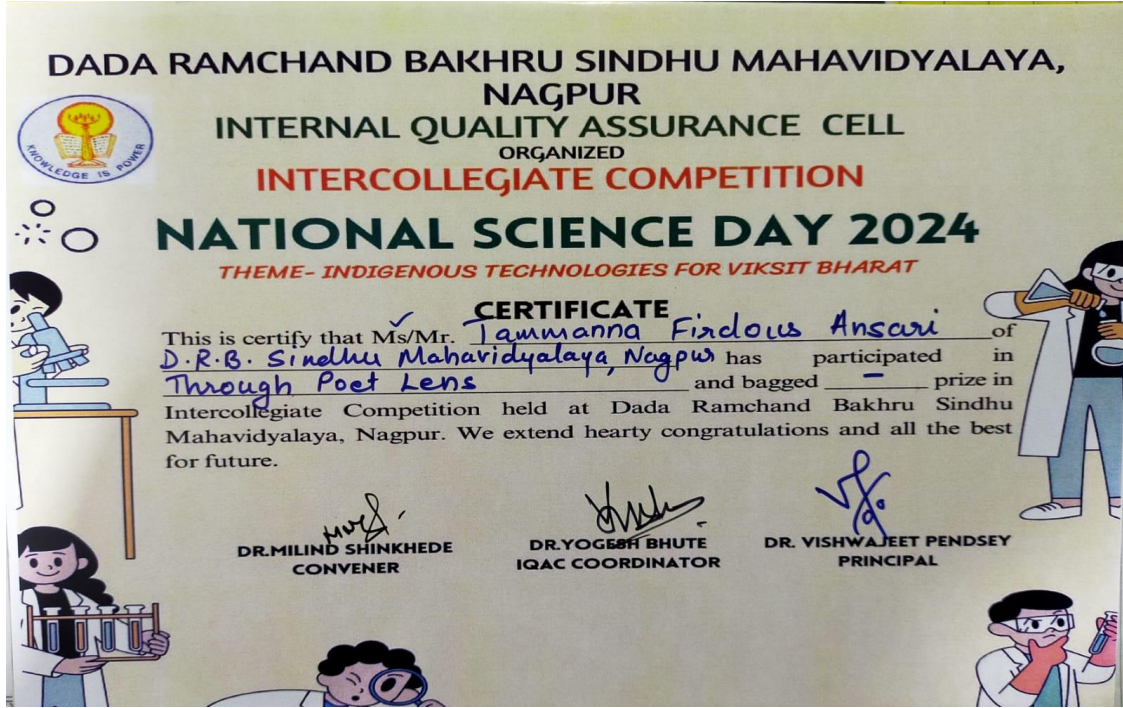 DADA RAMCHAND BAKHRU SINDHU MAHAVIDYALAYA,
NAGPUR
INTERNAL QUALITY ASSURANCE CELL
ORGANIZED
INTERCOLLEGIATE COMPETITION
KNOWLEDGE IS POWER
NATIONAL SCIENCE DAY 2024
THEME- INDIGENOUS TECHNOLOGIES FOR VIKSIT BHARAT
CERTIFICATE
This is certify that Ms/Mr. Tammanna Firdous Ansari of
D.R.B. Sindhu Mahavidyalaya, Nagpur has participated in
Through Poet Lens and bagged - prize in
Intercollegiate Competition held at Dada Ramchand Bakhru Sindhu
Mahavidyalaya, Nagpur. We extend hearty congratulations and all the best
for future.
DR.MILIND SHINKHEDE
CONVENER
DR.YOGESH BHUTE
IQAC COORDINATOR
DR. VISHWAJEET PENDSEY
PRINCIPAL